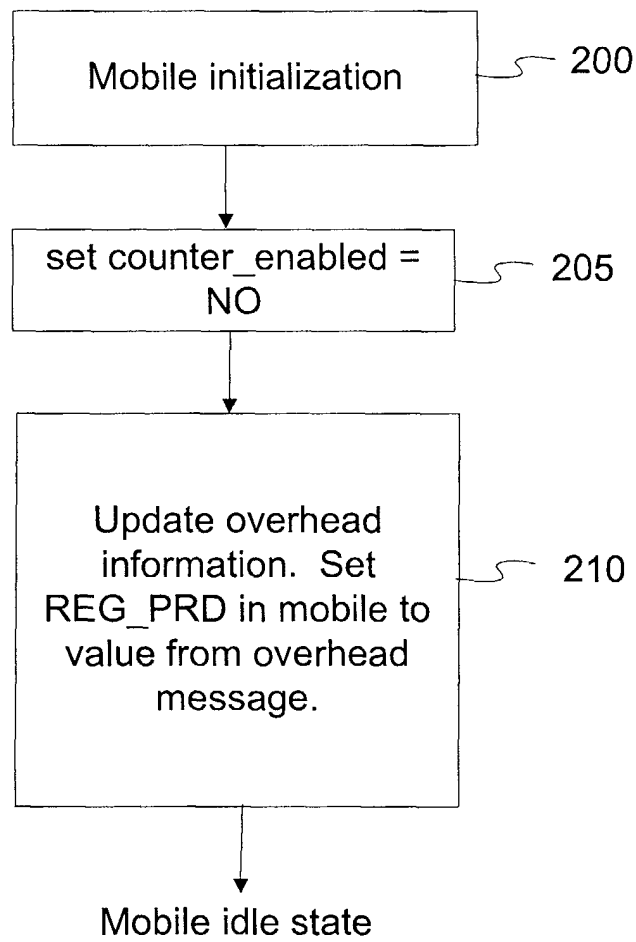 Mobile initialization
200
set counter_enabled =
NO
205
Update overhead
information. Set
REG_PRD in mobile to
value from overhead
message.
210
Mobile idle state